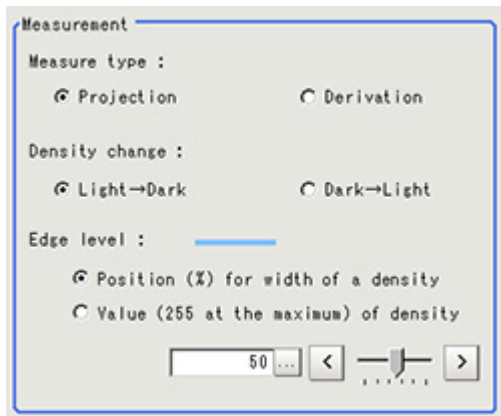 Measurement
Measure type :
Projection Derivation
Density change :
Light→Dark Dark→Light
Edge level :
Position (%) for width of a density
Value (255 at the maximum) of density
50 ... < >